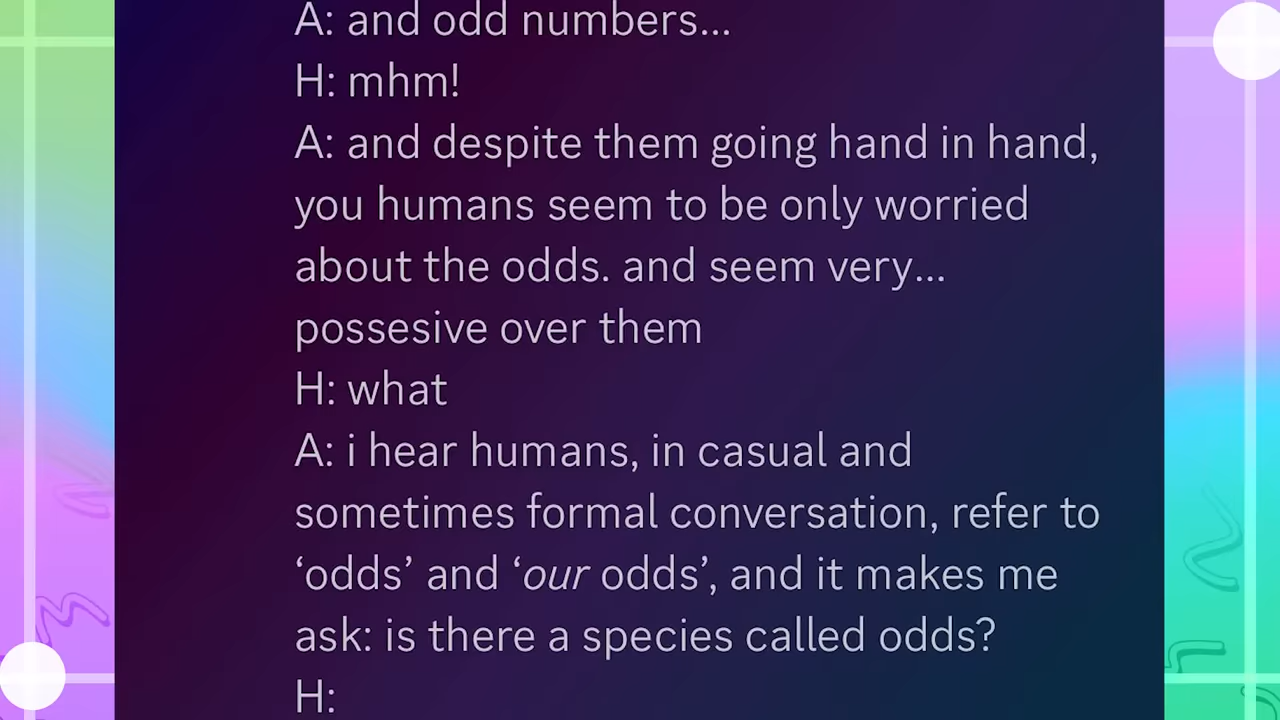 A: and odd numbers...
H: mhm!
A: and despite them going hand in hand,
you humans seem to be only worried
about the odds. and seem very...
possesive over them
H: what
A: i hear humans, in casual and
sometimes formal conversation, refer to
‘odds’ and ‘our odds’, and it makes me
ask: is there a species called odds?
H: